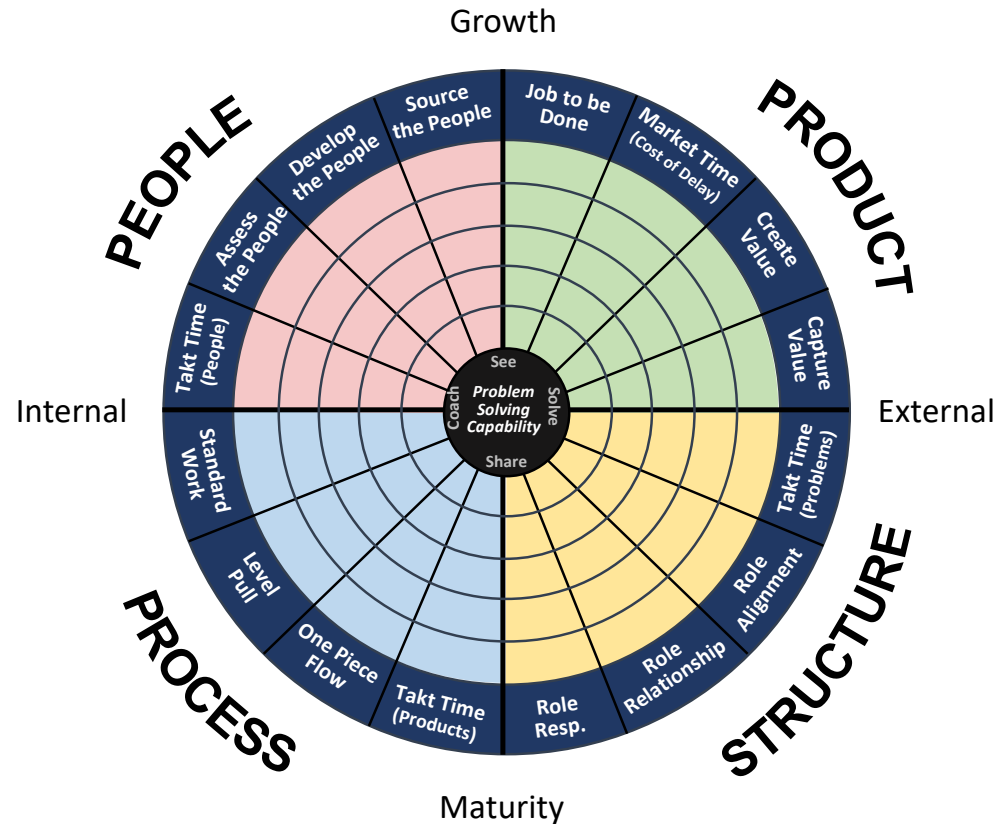 Growth
PEOPLE
PRODUCT
Source
the People
Develop
the People
Assess
the People
Takt Time
(People)
Job to be
Done
Market Time
(Cost of Delay)
Create
Value
Capture
Value
Internal
External
See
Coach
Problem
Solving
Capability
Solve
Share
Standard
Work
Level
Pull
One Piece
Flow
Takt Time
(Products)
Takt Time
(Problems)
Role
Alignment
Role
Relationship
Role
Resp.
PROCESS
STRUCTURE
Maturity